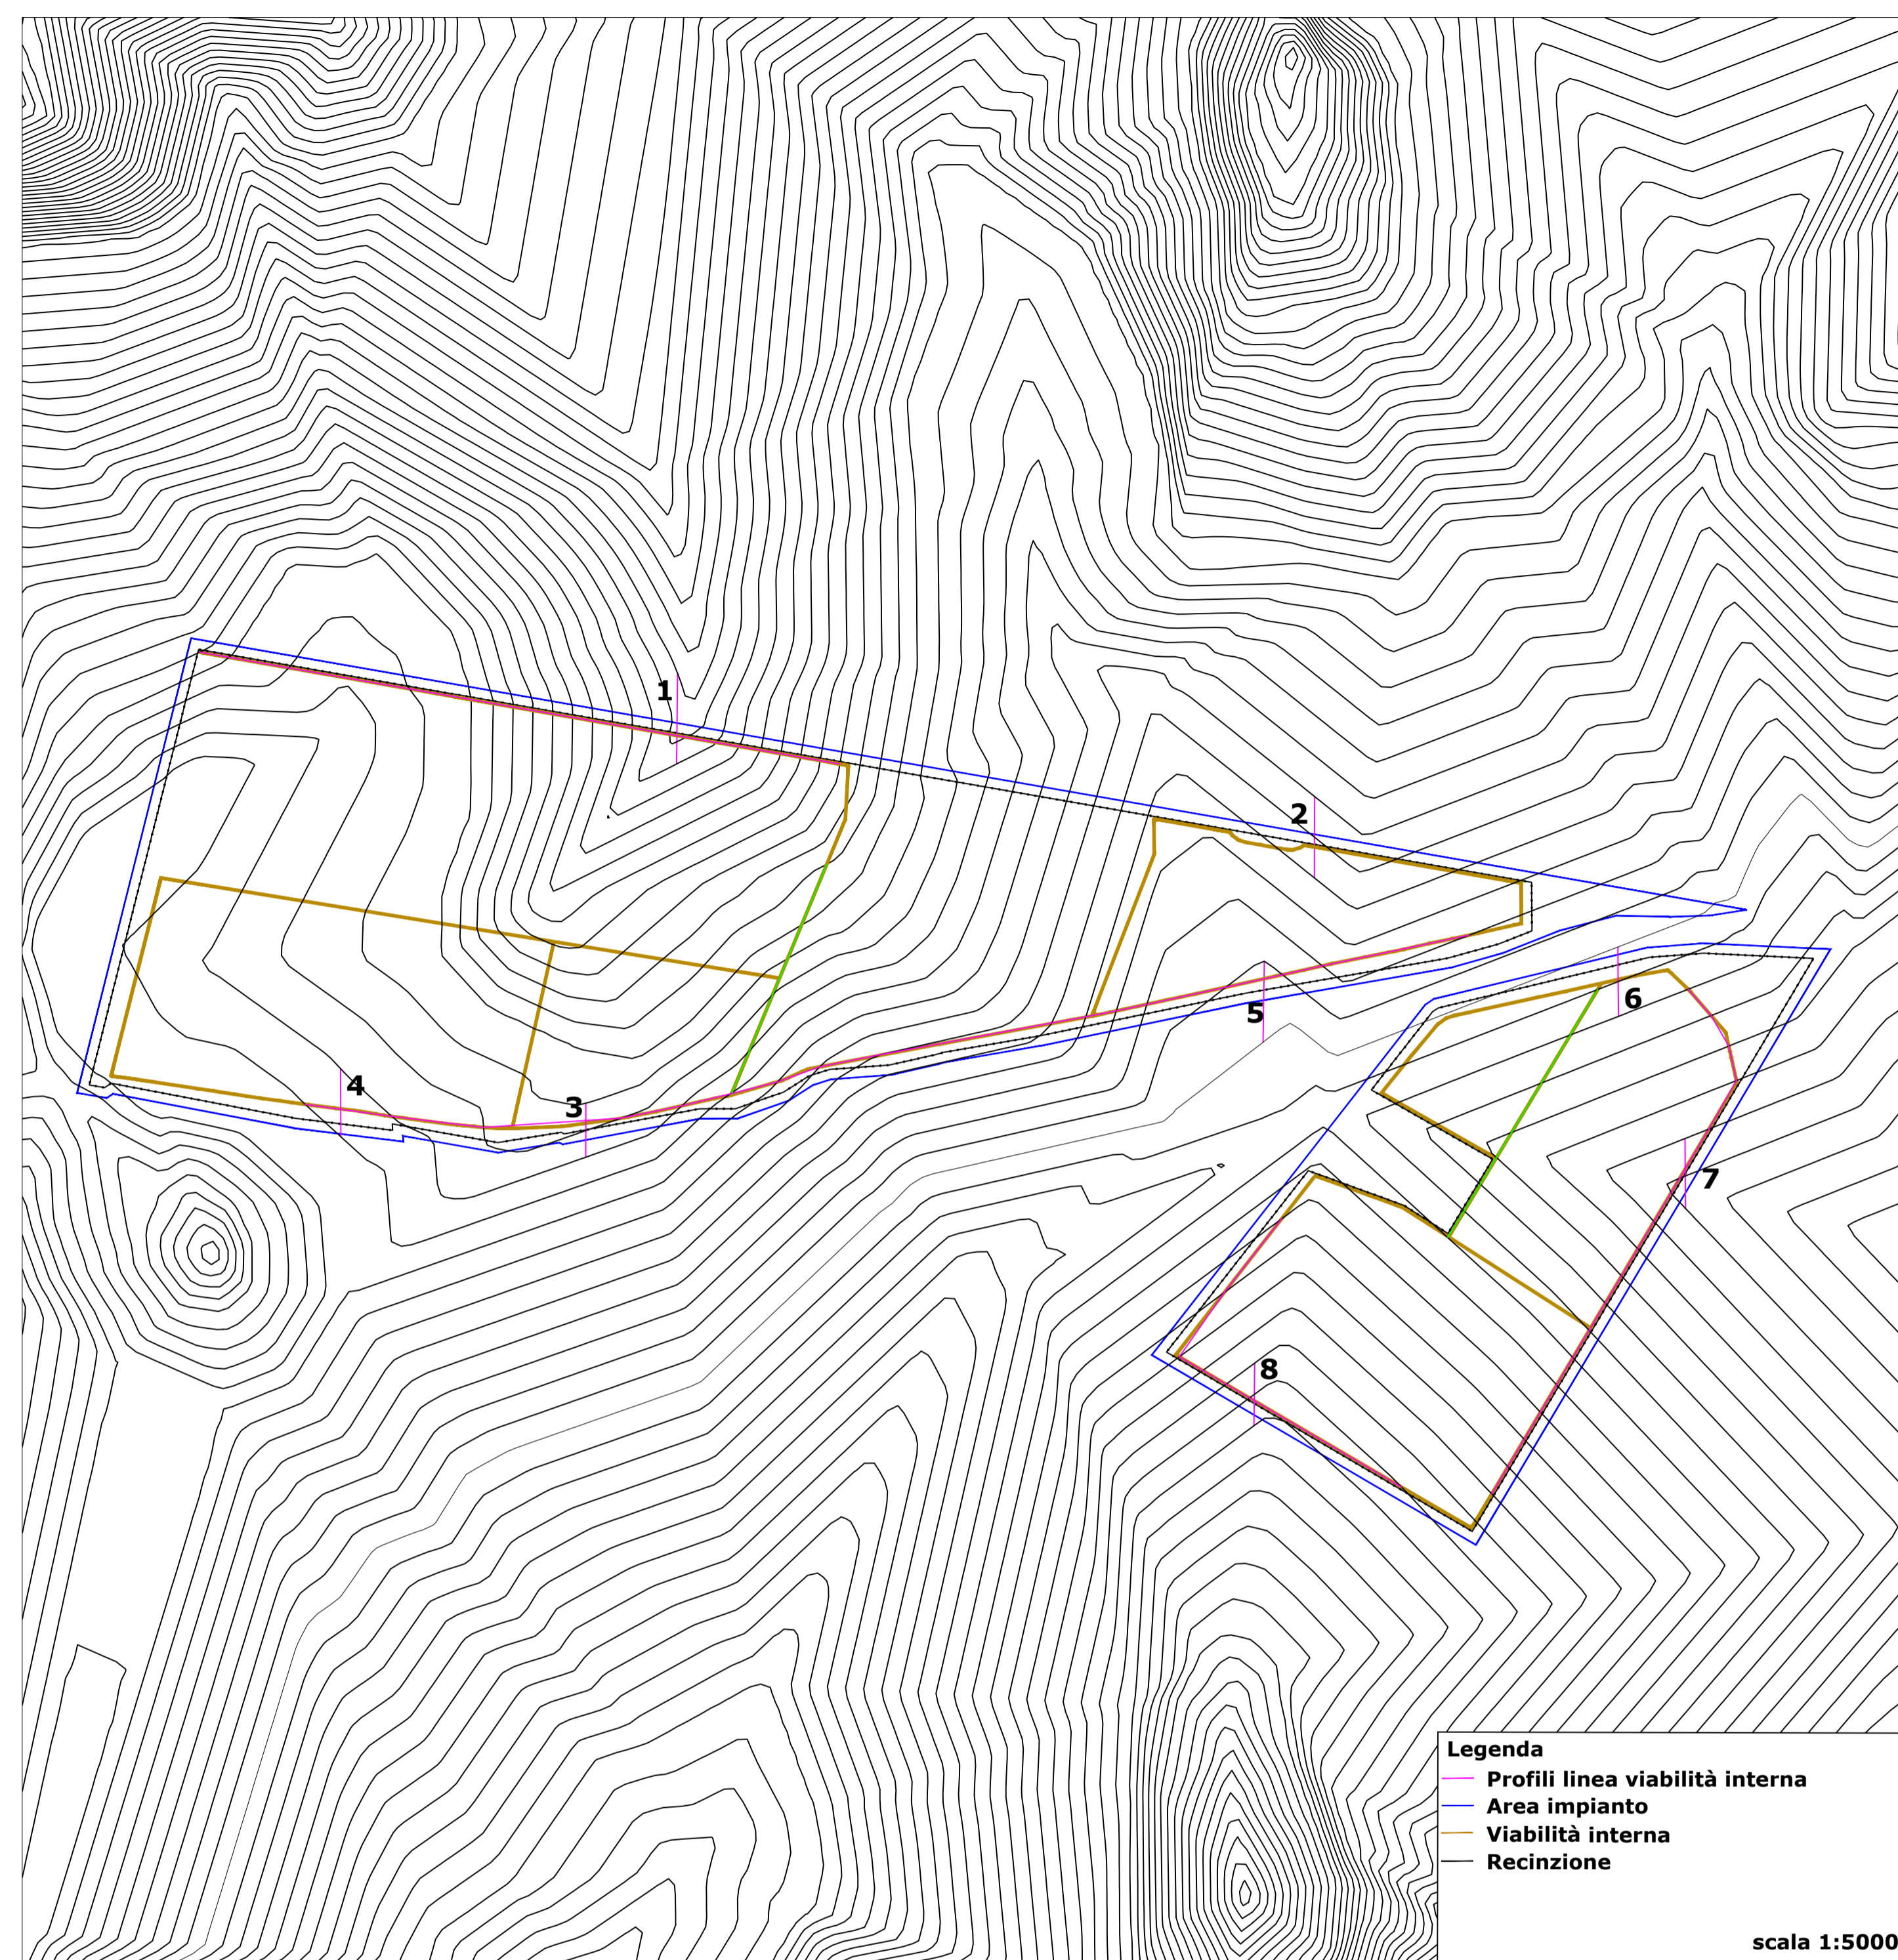 1
2
5
6
4
3
7
8
Legenda
Profili linea viabilità interna
Area impianto
Viabilità interna
Recinzione
scala 1:5000